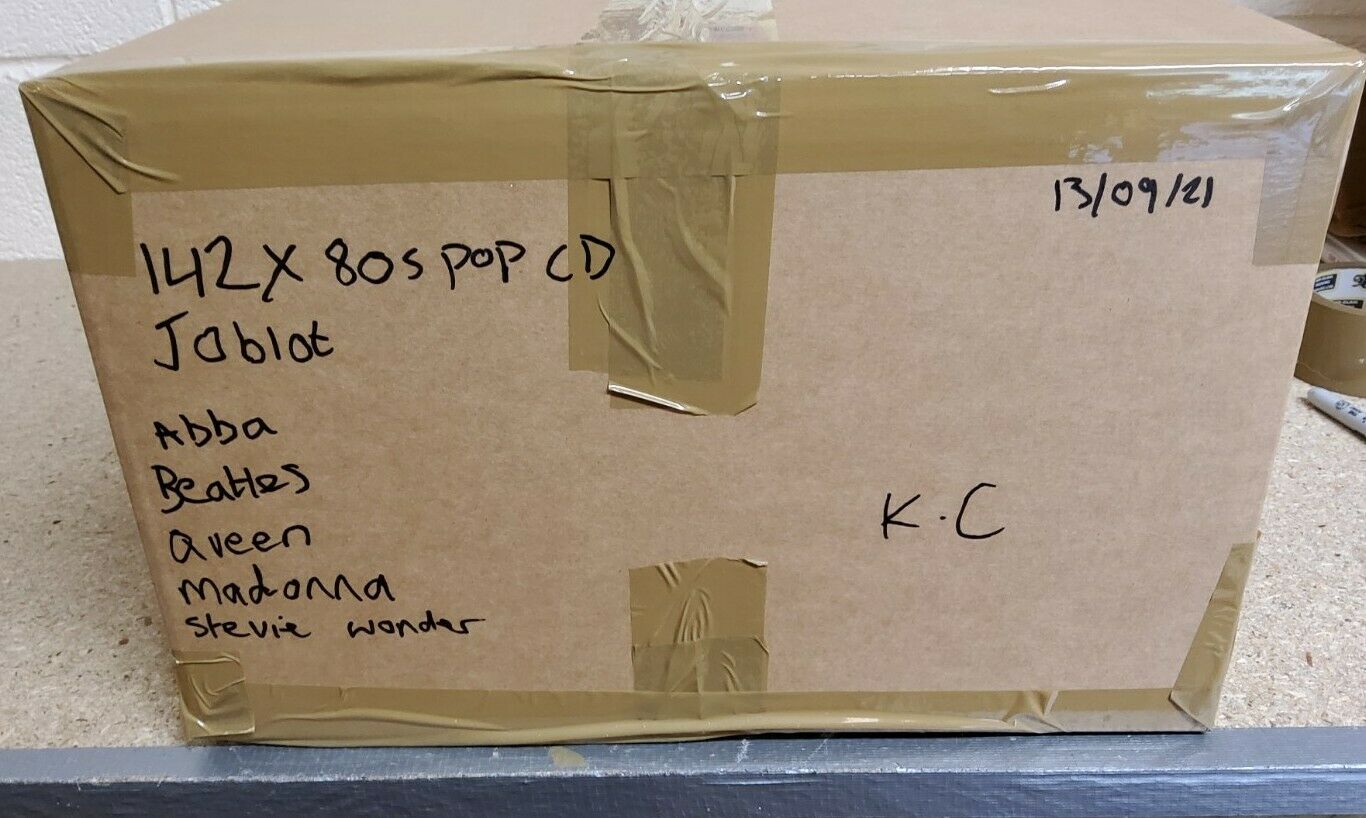 13/09/21
142X 80s POP CD
Joblot
Abba
Beatles
Queen
Madonna
Stevie wonder
K.C